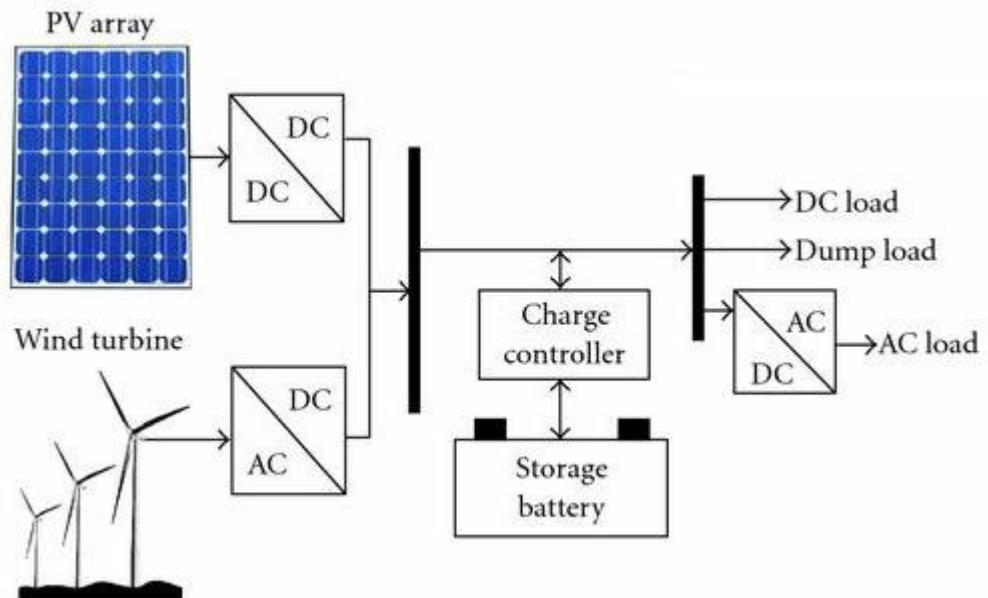 PV array
DC
DC
DC load
Dump load
Charge
controller
AC
DC
AC load
Wind turbine
DC
AC
Storage
battery